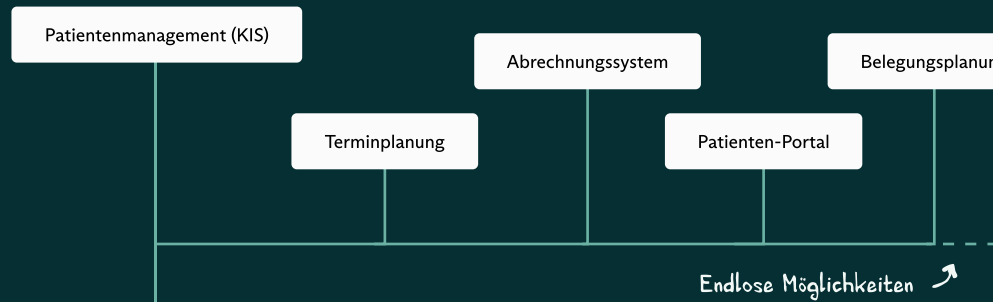 Patientenmanagement (KIS)
Abrechnungssystem
Terminplanung
Patienten-Portal
Endlose Möglichkeiten